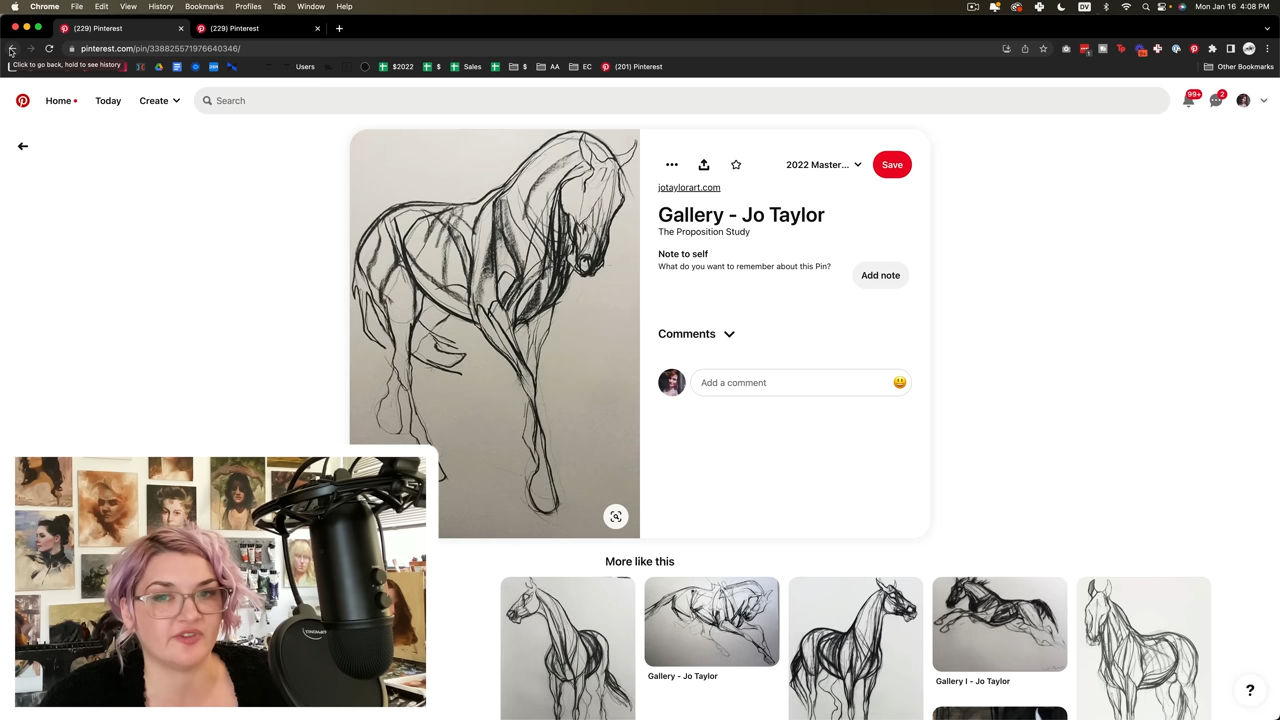 Chrome File Edit View History Bookmarks Profiles Tab Window Help
DV
Mon Jan 16 4:08 PM
(229) Pinterest
(229) Pinterest
pinterest.com/pin/338825571976640346/
Click to go back, hold to see history
Users
$2022
$
Sales
$
AA
EC
(201) Pinterest
Other Bookmarks
Home
Today
Create
Search
99+
2
2022 Master...
Save
jotaylorart.com
Gallery - Jo Taylor
The Proposition Study
Note to self
What do you want to remember about this Pin?
Add note
Comments
Add a comment
More like this
Gallery - Jo Taylor
Gallery I - Jo Taylor
?